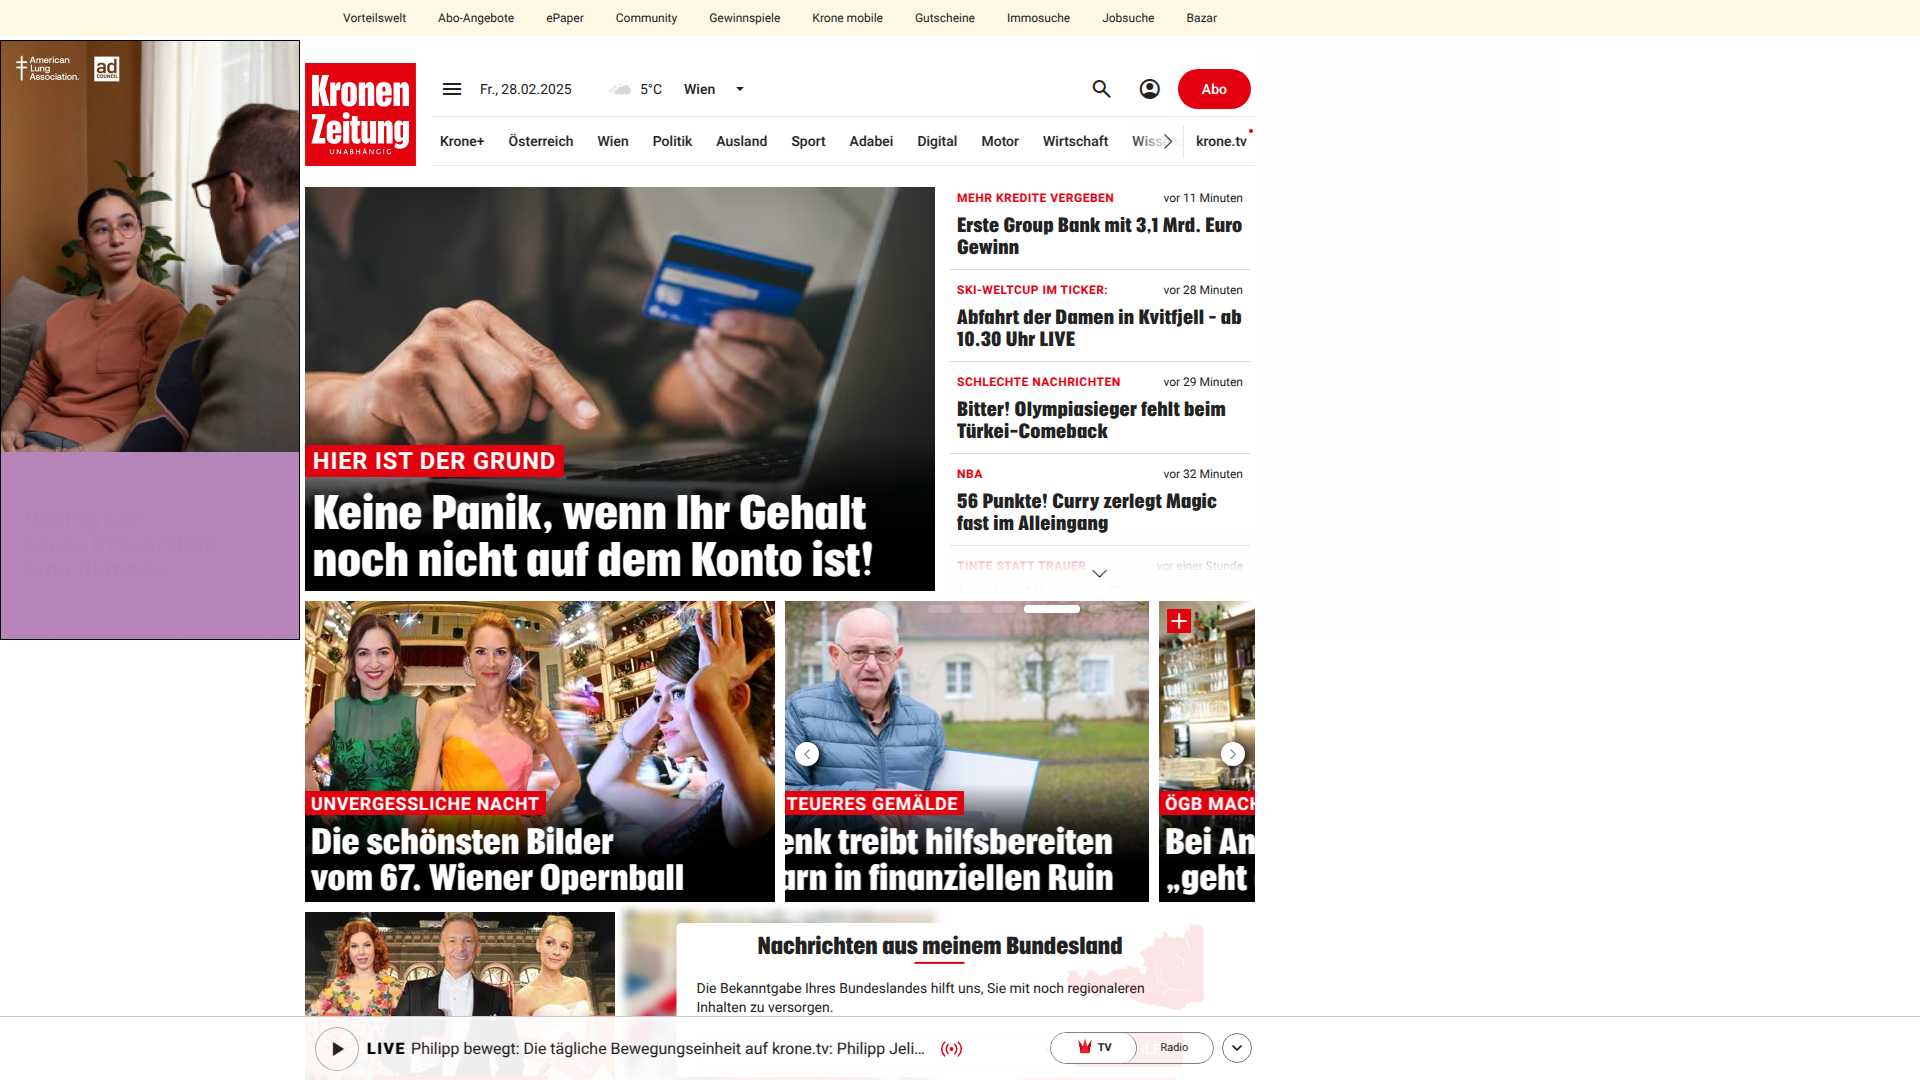 Vorteilswelt
Abo-Angebote
ePaper
Community
Gewinnspiele
Krone mobile
Gutscheine
Immosuche
Jobsuche
Bazar
American
Lung
Association.
ad
COUNCIL
Kronen
Zeitung
UNABHÄNGIG
Fr., 28.02.2025
5°C
Wien
Abo
Krone+
Österreich
Wien
Politik
Ausland
Sport
Adabei
Digital
Motor
Wirtschaft
krone.tv
HIER IST DER GRUND
Keine Panik, wenn Ihr Gehalt
noch nicht auf dem Konto ist!
MEHR KREDITE VERGEBEN
vor 11 Minuten
Erste Group Bank mit 3,1 Mrd. Euro
Gewinn
SKI-WELTCUP IM TICKER:
vor 28 Minuten
Abfahrt der Damen in Kvitfjell - ab
10.30 Uhr LIVE
SCHLECHTE NACHRICHTEN
vor 29 Minuten
Bitter! Olympiasieger fehlt beim
Türkei-Comeback
NBA
vor 32 Minuten
56 Punkte! Curry zerlegt Magic
fast im Alleingang
TINTE STATT TRAUER
vor einer Stunde
UNVERGESSLICHE NACHT
Die schönsten Bilder
vom 67. Wiener Opernball
TEUERES GEMÄLDE
enk treibt hilfsbereiten
arn in finanziellen Ruin
ÖGB MACH
Bei An
„geht
Nachrichten aus meinem Bundesland
Die Bekanntgabe Ihres Bundeslandes hilft uns, Sie mit noch regionaleren
Inhalten zu versorgen.
LIVE Philipp bewegt: Die tägliche Bewegungseinheit auf krone.tv: Philipp Jeli...
TV
Radio